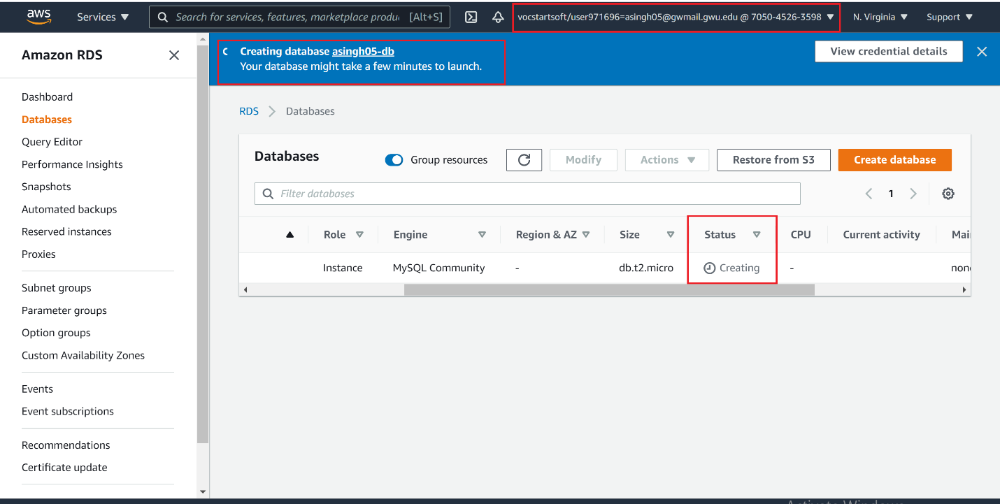 aws Services Search for services, features, marketplace produ [Alt+S] vocstartsoft/user971696=asingh05@gwmail.gwu.edu @ 7050-4526-3598 N. Virginia Support
Amazon RDS
Dashboard
Databases
Query Editor
Performance Insights
Snapshots
Automated backups
Reserved instances
Proxies
Subnet groups
Parameter groups
Option groups
Custom Availability Zones
Events
Event subscriptions
Recommendations
Certificate update
Creating database asingh05-db
Your database might take a few minutes to launch.
View credential details
RDS Databases
Databases Group resources Modify Actions Restore from S3 Create database
Filter databases 1
Role Engine Region & AZ Size Status CPU Current activity Mai
Instance MySQL Community - db.t2.micro Creating - none
Activate Windows